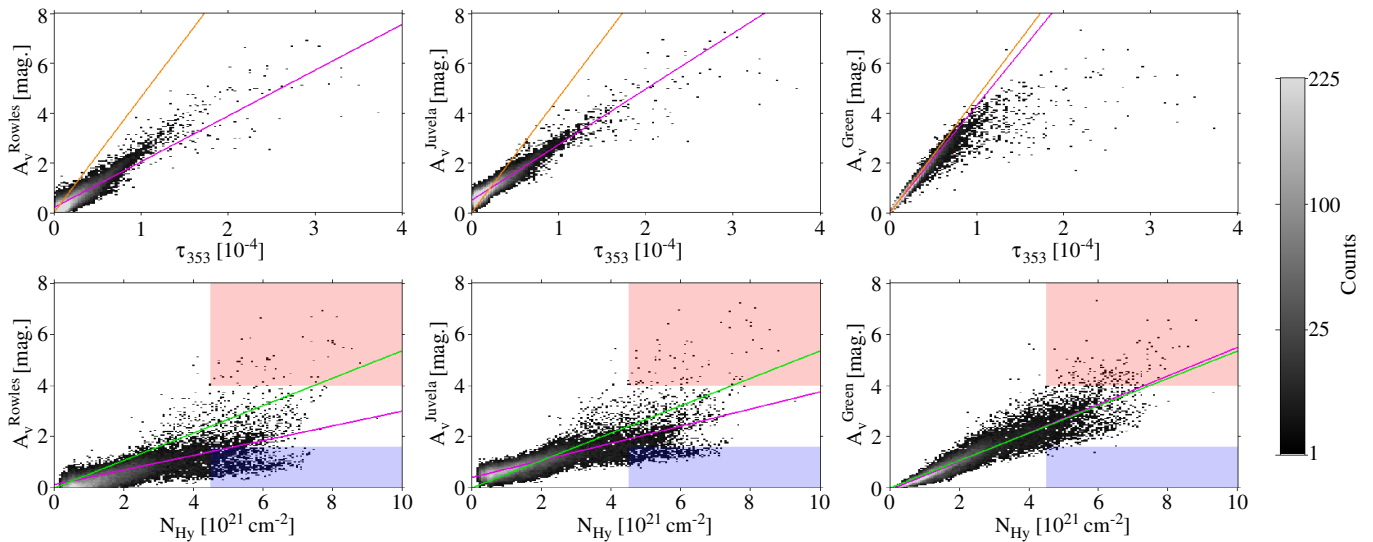 8 6 4 2 0
A_v^Rowles [mag.]
0 1 2 3 4
τ_353 [10^-4]
8 6 4 2 0
A_v^Juvela [mag.]
0 1 2 3 4
τ_353 [10^-4]
8 6 4 2 0
A_v^Green [mag.]
0 1 2 3 4
τ_353 [10^-4]
8 6 4 2 0
A_v^Rowles [mag.]
0 2 4 6 8 10
N_Hy [10^21 cm^-2]
8 6 4 2 0
A_v^Juvela [mag.]
0 2 4 6 8 10
N_Hy [10^21 cm^-2]
8 6 4 2 0
A_v^Green [mag.]
0 2 4 6 8 10
N_Hy [10^21 cm^-2]
225
100
25
1
Counts